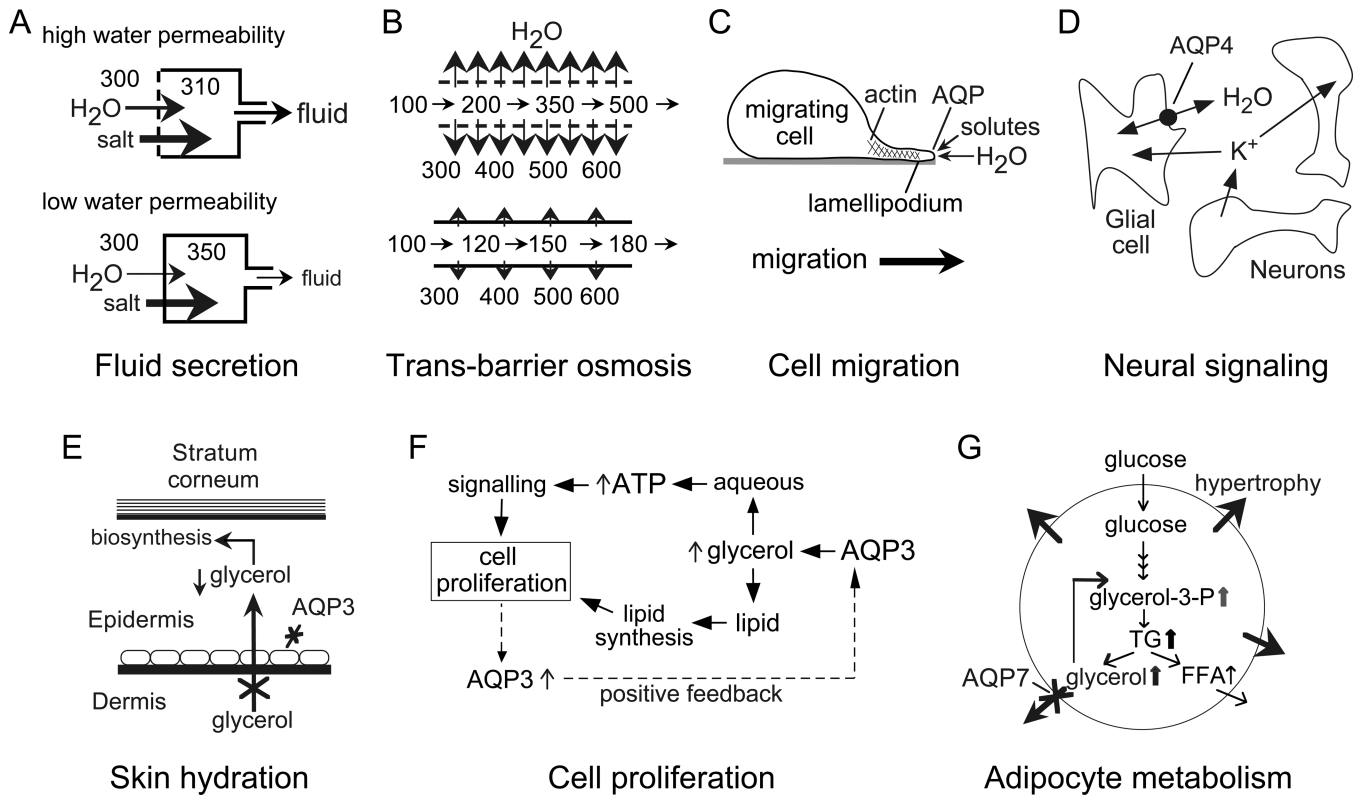 A
high water permeability
300
310
H2O
fluid
salt
low water permeability
300
350
H2O
fluid
salt
Fluid secretion
B
H2O
100 200 350 500
300 400 500 600
100 120 150 180
300 400 500 600
Trans-barrier osmosis
C
migrating
cell
actin
AQP
solutes
H2O
lamellipodium
migration
Cell migration
D
AQP4
H2O
K+
Glial
cell
Neurons
Neural signaling
E
Stratum
corneum
biosynthesis
glycerol
AQP3
Epidermis
Dermis
glycerol
Skin hydration
F
signalling ↑ATP aqueous
cell
proliferation
↑glycerol AQP3
lipid
synthesis
lipid
AQP3 ↑
positive feedback
Cell proliferation
G
glucose
hypertrophy
glucose
glycerol-3-P↑
TG↑
AQP7
glycerol↑
FFA↑
Adipocyte metabolism